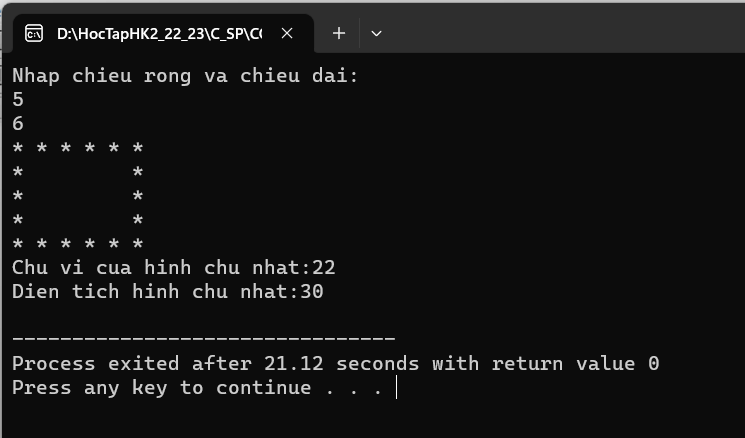 D:\HocTapHK2_22_23\C_SP\C
Nhap chieu rong va chieu dai:
5
6
* * * * * *
*         *
*         *
*         *
* * * * * *
Chu vi cua hinh chu nhat:22
Dien tich hinh chu nhat:30
--------------------------------
Process exited after 21.12 seconds with return value 0
Press any key to continue . . .